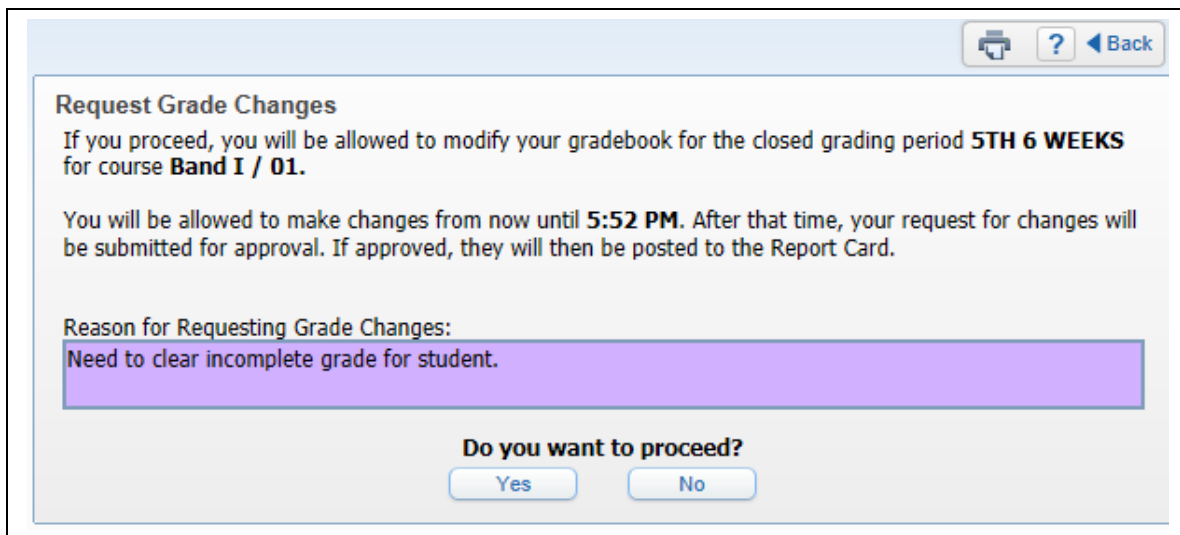 ? Back
Request Grade Changes
If you proceed, you will be allowed to modify your gradebook for the closed grading period 5TH 6 WEEKS
for course Band I / 01.
You will be allowed to make changes from now until 5:52 PM. After that time, your request for changes will
be submitted for approval. If approved, they will then be posted to the Report Card.
Reason for Requesting Grade Changes:
Need to clear incomplete grade for student.
Do you want to proceed?
Yes No